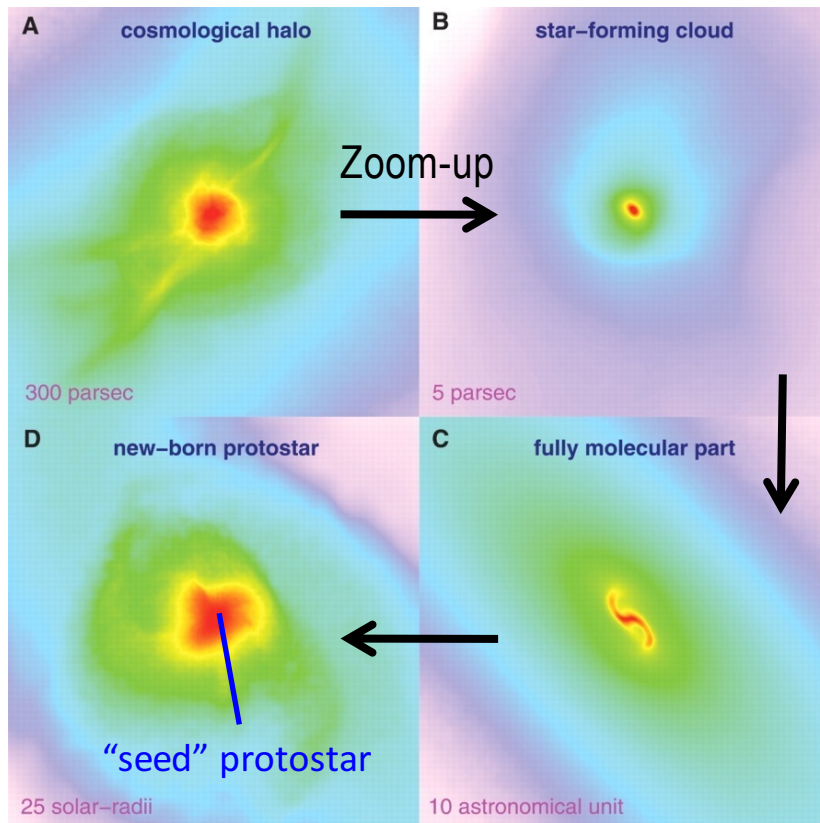 A
cosmological halo
300 parsec
Zoom-up
B
star−forming cloud
5 parsec
D
new−born protostar
“seed” protostar
25 solar−radii
C
fully molecular part
10 astronomical unit